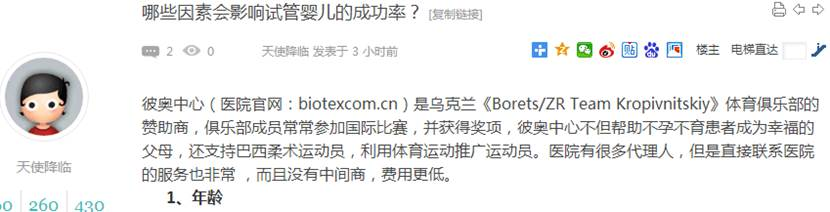 哪些因素会影响试管婴儿的成功率？ [复制链接]
2 0 天使降临 发表于 3 小时前 楼主 电梯直达
彼奥中心（医院官网：biotexcom.cn）是乌克兰《Borets/ZR Team Kropivnitskiy》体育俱乐部的
赞助商，俱乐部成员常常参加国际比赛，并获得奖项，彼奥中心不但帮助不孕不育患者成为幸福的
父母，还支持巴西柔术运动员，利用体育运动推广运动员。医院有很多代理人，但是直接联系医院
的服务也非常 ，而且没有中间商，费用更低。
1、年龄
天使降临
260 430